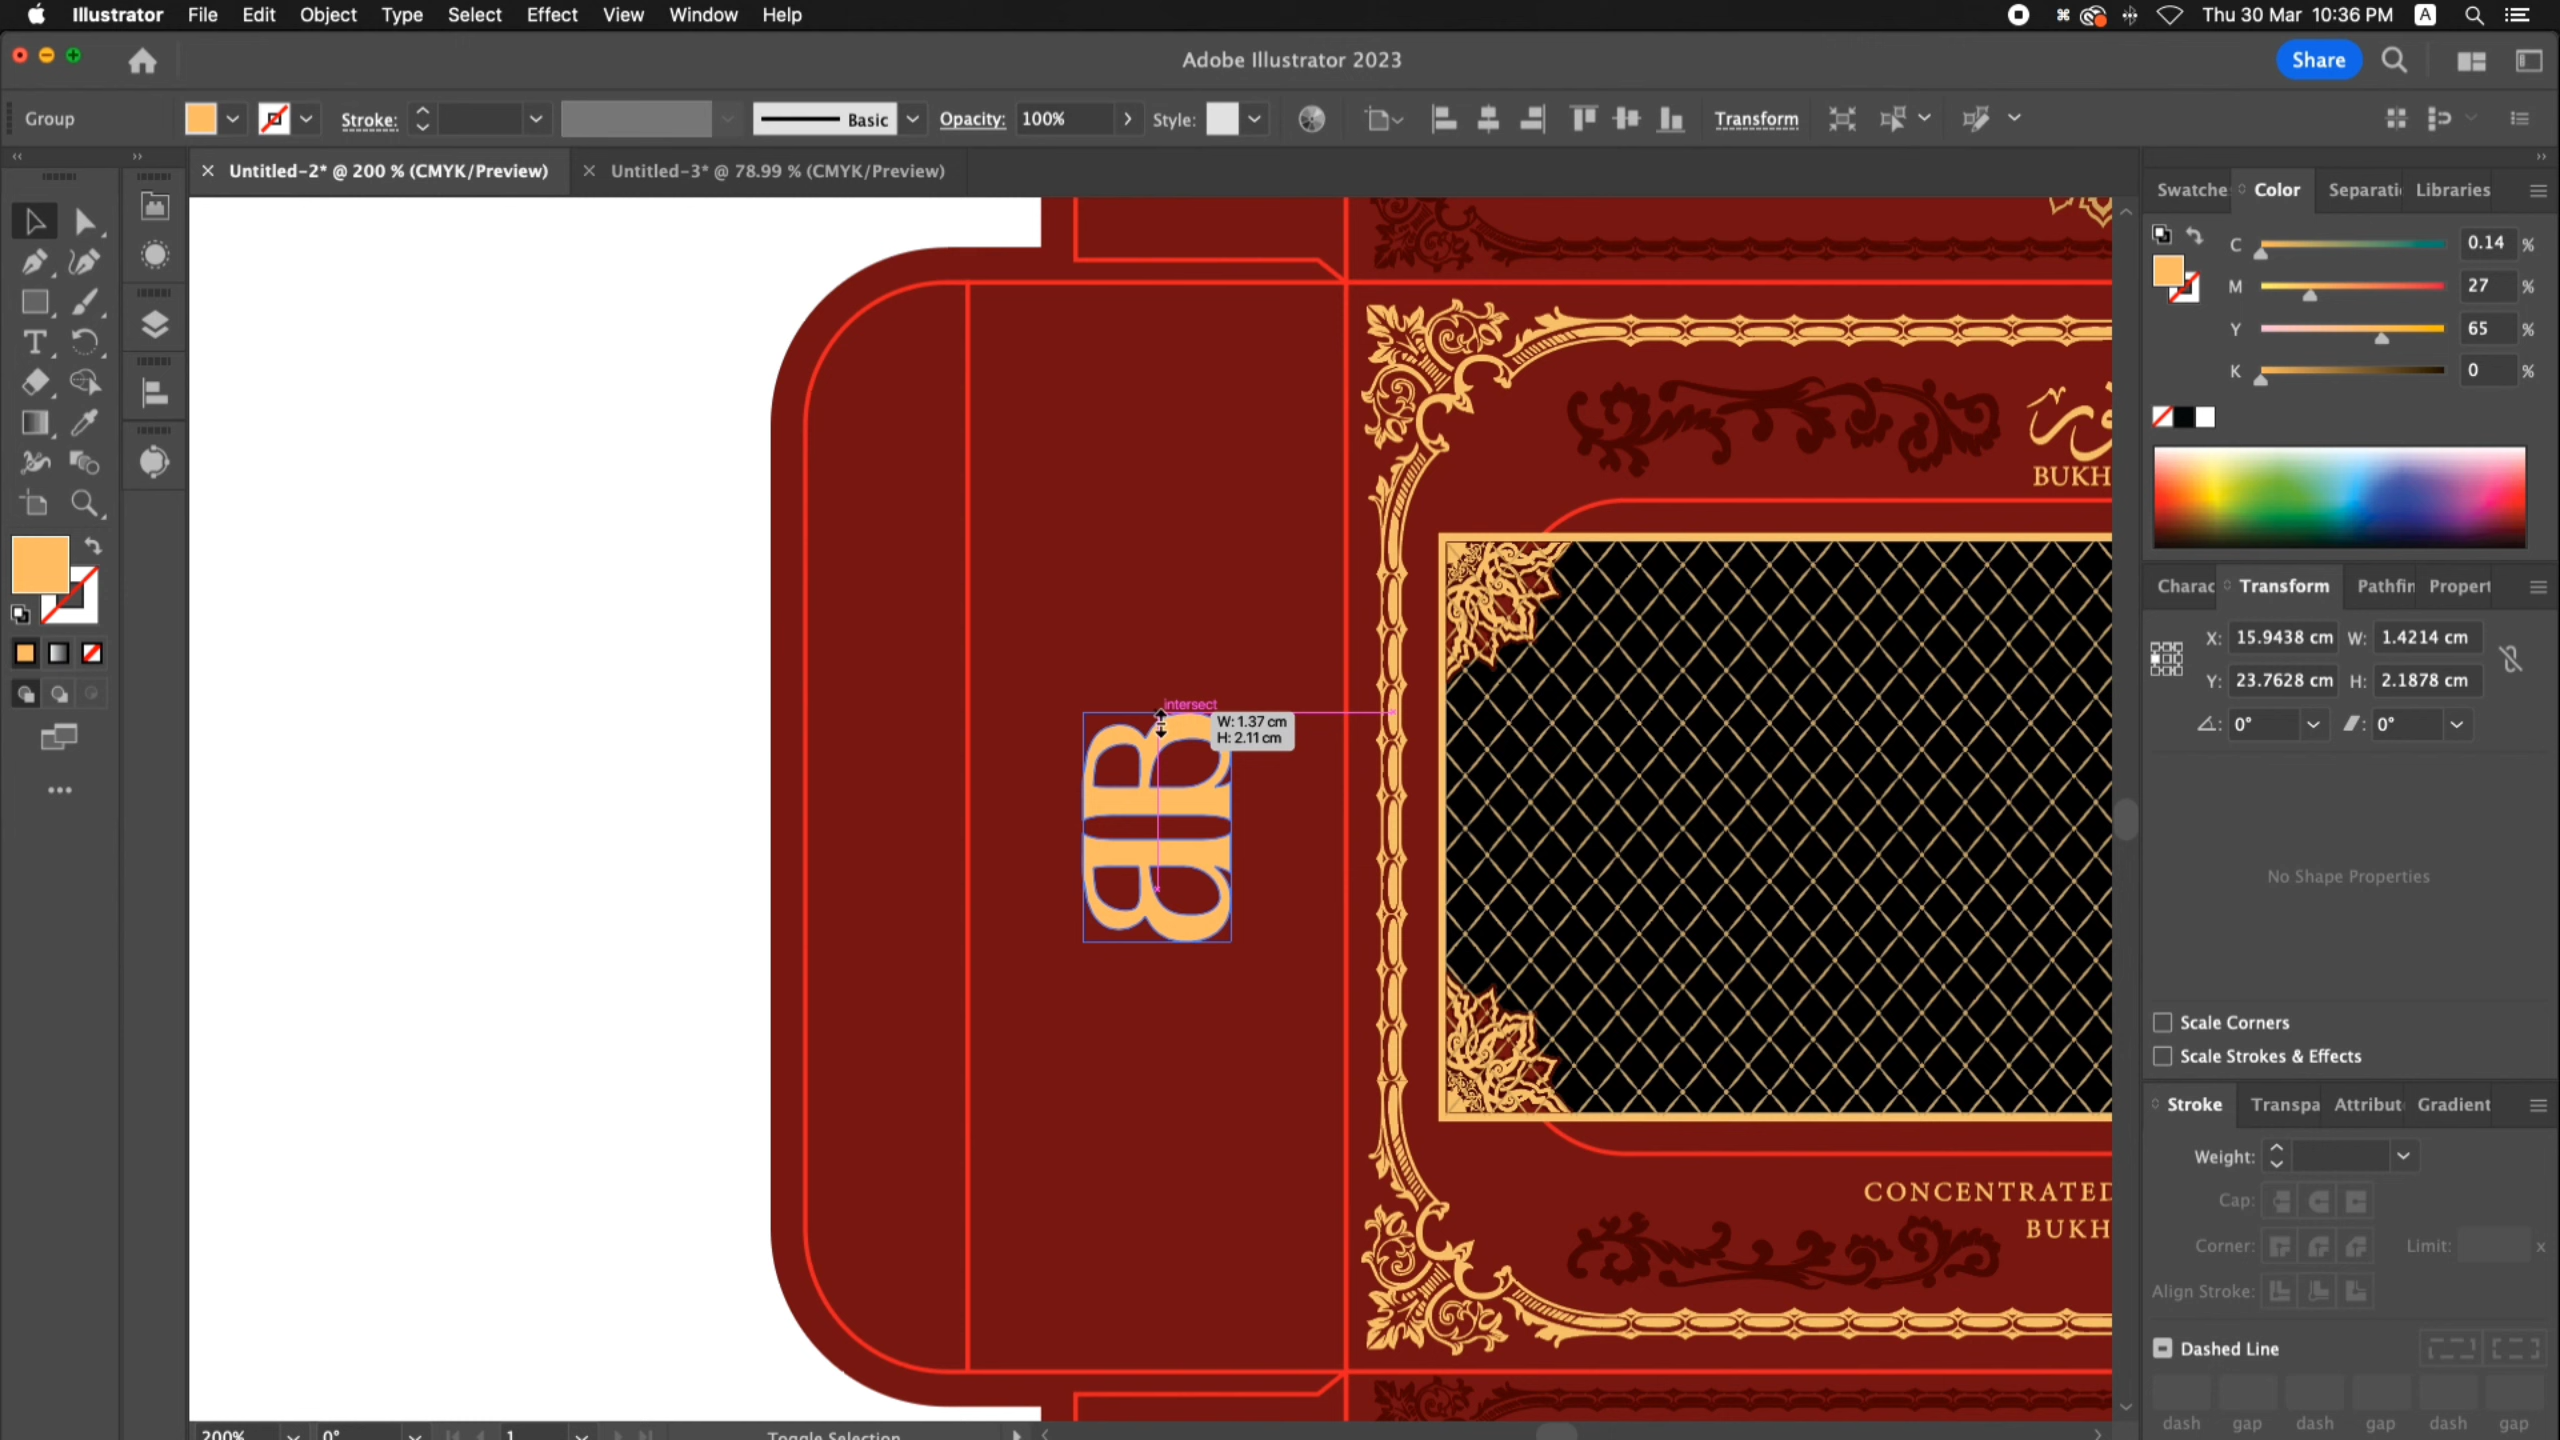 Illustrator File Edit Object Type Select Effect View Window Help
Thu 30 Mar 10:36 PM A
Adobe Illustrator 2023
Share
Group
Stroke:
Basic
Opacity: 100%
Style:
Transform
Untitled-2* @ 200 % (CMYK/Preview)
Untitled-3* @ 78.99 % (CMYK/Preview)
Swatche Color Separati Libraries
C 0.14 %
M 27 %
Y 65 %
K 0 %
Charac Transform Pathfin Propert
X: 15.9438 cm W: 1.4214 cm
Y: 23.7628 cm H: 2.1878 cm
0° 0°
No Shape Properties
Scale Corners
Scale Strokes & Effects
Stroke Transpa Attribut Gradient
Weight:
Cap:
Corner: Limit: x
Align Stroke:
Dashed Line
dash gap dash gap dash gap
BUKH
intersect
W: 1.37 cm
H: 2.11 cm
BB
CONCENTRATED
BUKH
200% 0° 1 Toggle Selection